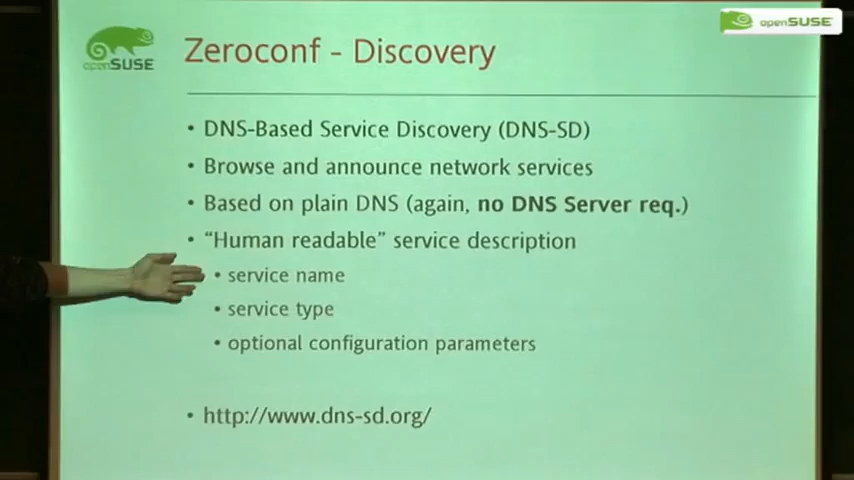 openSUSE
openSUSE
Zeroconf - Discovery
• DNS-Based Service Discovery (DNS-SD)
• Browse and announce network services
• Based on plain DNS (again, no DNS Server req.)
• “Human readable” service description
• service name
• service type
• optional configuration parameters
• http://www.dns-sd.org/